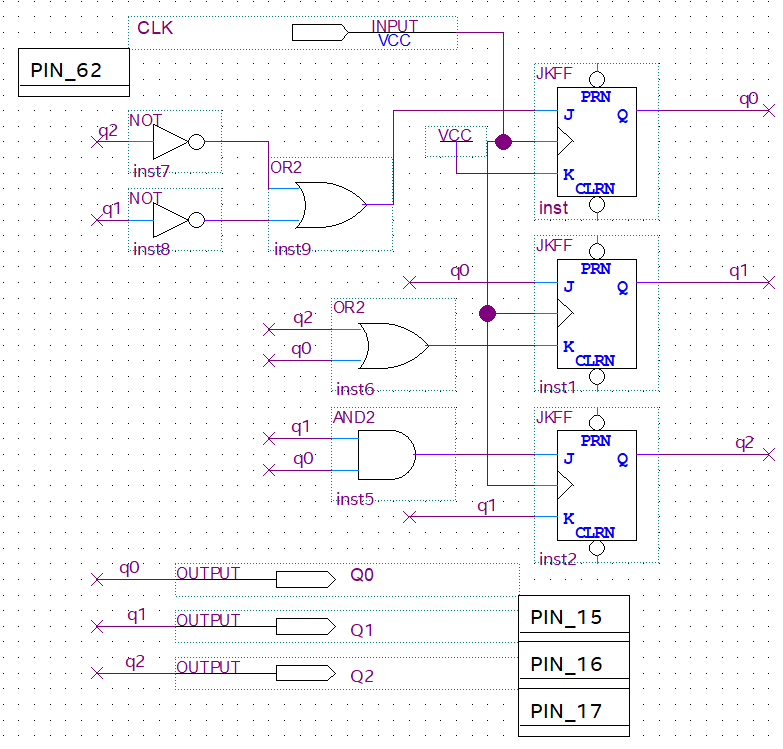 CLK
INPUT
VCC
PIN_62
JKFF
PRN
J
Q
q0
K
CLRN
inst
VCC
NOT
q2
inst7
NOT
q1
inst8
OR2
inst9
JKFF
PRN
q0
J
Q
q1
K
CLRN
inst1
OR2
q2
q0
inst6
AND2
q1
q0
inst5
JKFF
PRN
J
Q
q2
q1
K
CLRN
inst2
q0
OUTPUT
Q0
q1
OUTPUT
Q1
q2
OUTPUT
Q2
PIN_15
PIN_16
PIN_17